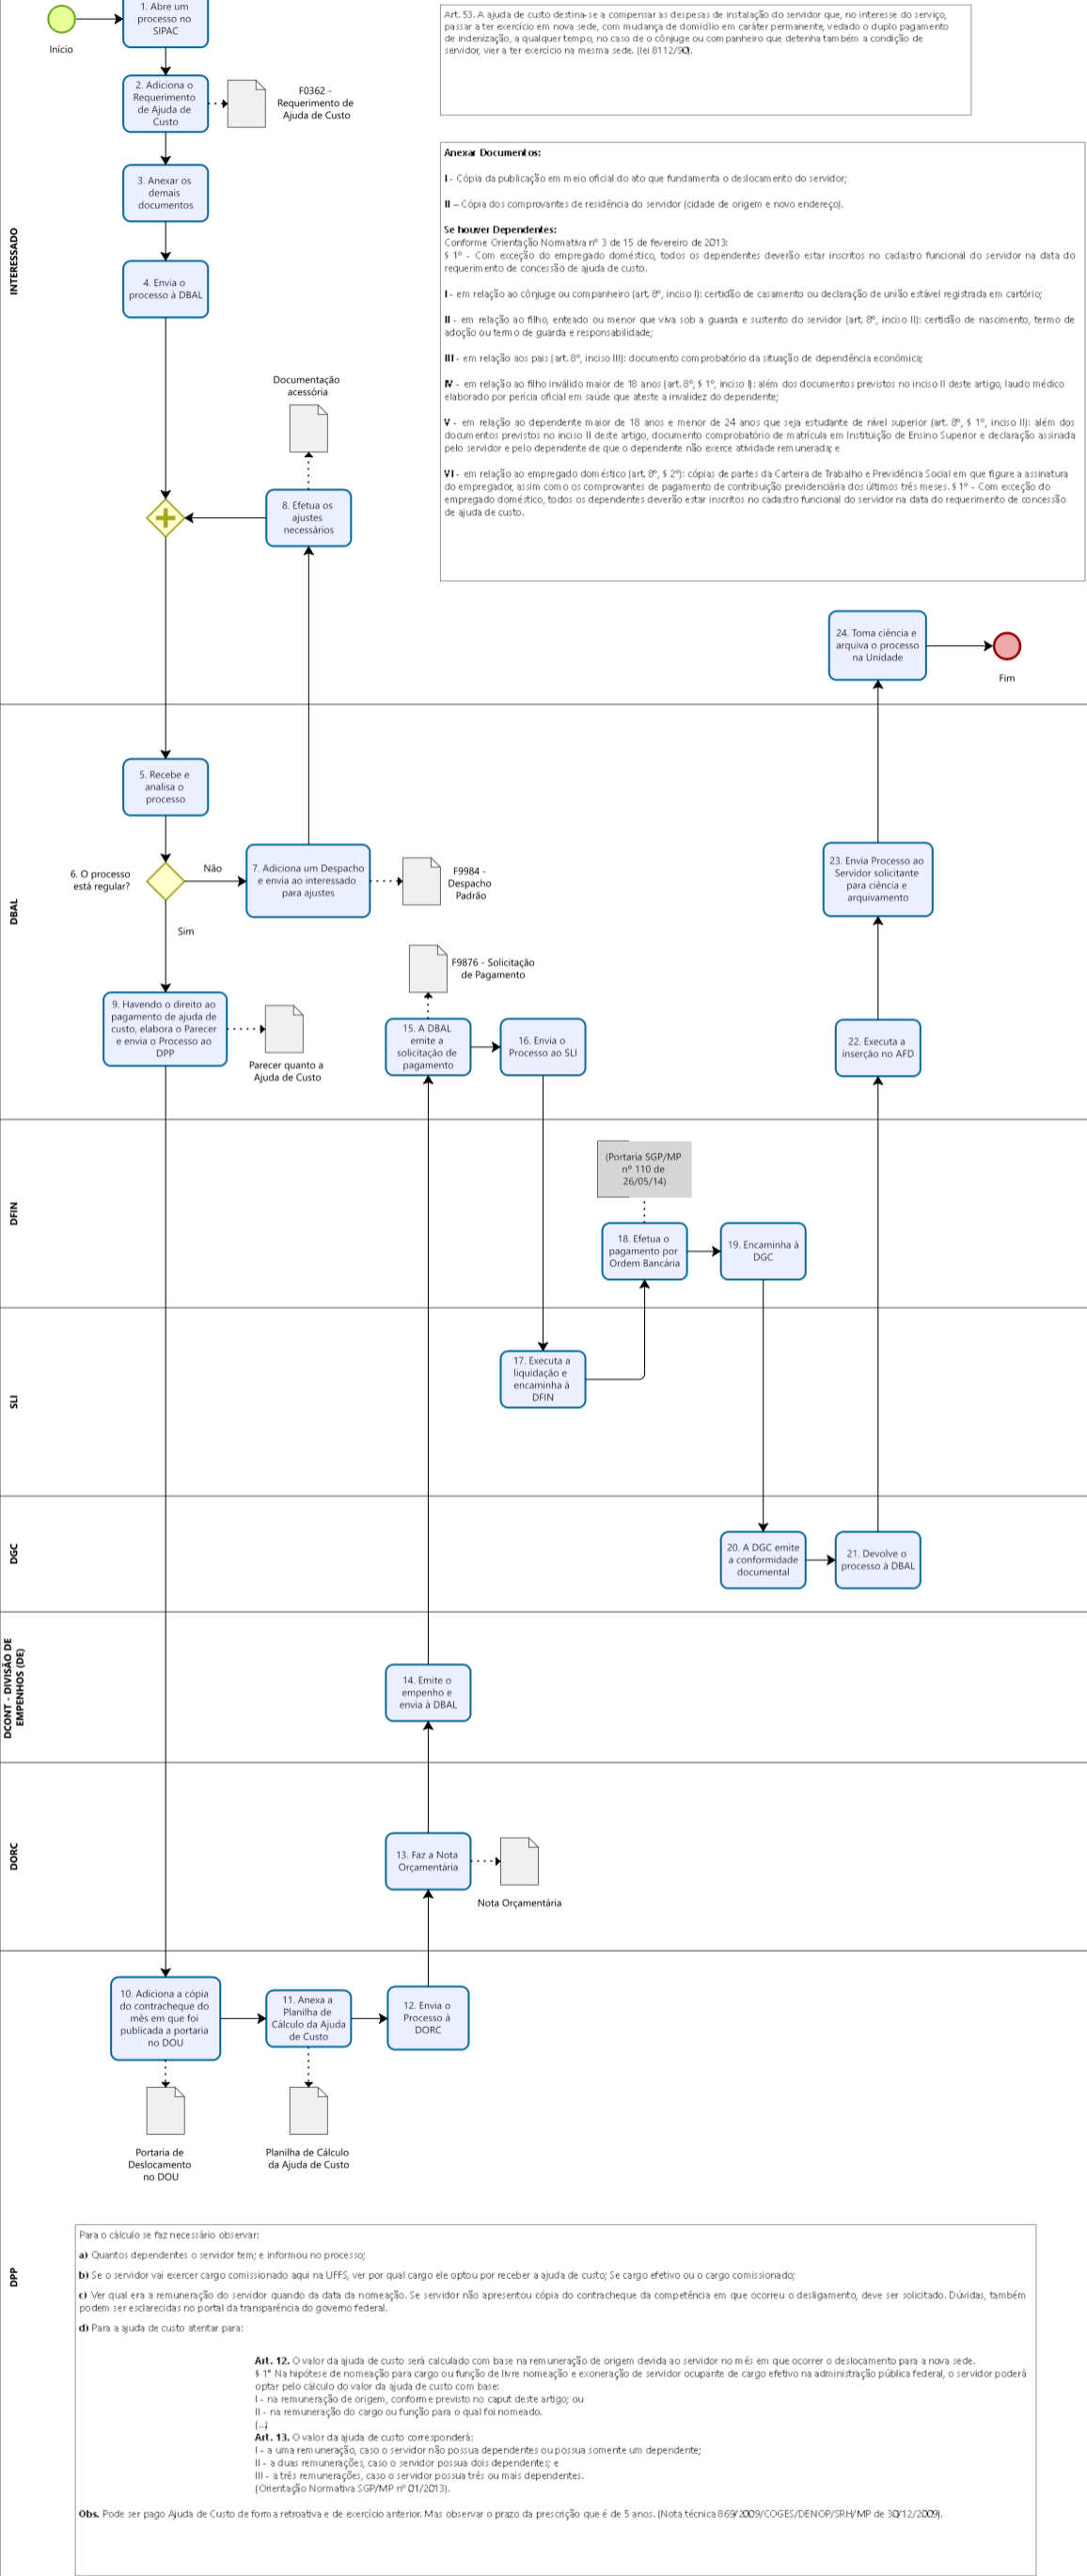 1. Abre um
processo no
SIPAC
Início
2. Adiciona o
Requerimento
de Ajuda de
Custo
F0362 -
Requerimento de
Ajuda de Custo
3. Anexar os
demais
documentos
4. Envia o
processo à DBAL
INTERESSADO
Art. 53. A ajuda de custo destina-se a compensar as despesas de instalação do servidor que, no interesse do serviço,
passar a ter exercício em nova sede, com mudança de domicílio em caráter permanente, vedado o duplo pagamento
de indenização, a qualquer tempo, no caso de o cônjuge ou companheiro que detenha também a condição de
servidor, vier a ter exercício na mesma sede. (lei 8112/90).
Anexar Documentos:
I - Cópia da publicação em meio oficial do ato que fundamenta o deslocamento do servidor;
II – Cópia dos comprovantes de residência do servidor (cidade de origem e novo endereço).
Se houver Dependentes:
Conforme Orientação Normativa nº 3 de 15 de fevereiro de 2013:
§ 1º - Com exceção do empregado doméstico, todos os dependentes deverão estar inscritos no cadastro funcional do servidor na data do
requerimento de concessão de ajuda de custo.
I - em relação ao cônjuge ou companheiro (art. 8º, inciso I): certidão de casamento ou declaração de união estável registrada em cartório;
II - em relação ao filho, enteado ou menor que viva sob a guarda e sustento do servidor (art. 8º, inciso II): certidão de nascimento, termo de
adoção ou termo de guarda e responsabilidade;
III - em relação aos pais (art. 8º, inciso III): documento comprobatório da situação de dependência econômica;
IV - em relação ao filho inválido maior de 18 anos (art. 8º, § 1º, inciso I): além dos documentos previstos no inciso II deste artigo, laudo médico
elaborado por perícia oficial em saúde que ateste a invalidez do dependente;
V - em relação ao dependente maior de 18 anos e menor de 24 anos que seja estudante de nível superior (art. 8º, § 1º, inciso II): além dos
documentos previstos no inciso II deste artigo, documento comprobatório de matrícula em Instituição de Ensino Superior e declaração assinada
pelo servidor e pelo dependente de que o dependente não exerce atividade remunerada; e
VI - em relação ao empregado doméstico (art. 8º, § 2º): cópias de partes da Carteira de Trabalho e Previdência Social em que figure a assinatura
do empregador, assim como os comprovantes de pagamento de contribuição previdenciária dos últimos três meses. § 1º - Com exceção do
empregado doméstico, todos os dependentes deverão estar inscritos no cadastro funcional do servidor na data do requerimento de concessão
de ajuda de custo.
Documentação
acessória
8. Efetua os
ajustes
necessários
24. Toma ciência e
arquiva o processo
na Unidade
Fim
DBAL
5. Recebe e
analisa o
processo
6. O processo
está regular?
Não
Sim
7. Adiciona um Despacho
e envia ao interessado
para ajustes
F9984 -
Despacho
Padrão
23. Envia Processo ao
Servidor solicitante
para ciência e
arquivamento
F9876 - Solicitação
de Pagamento
9. Havendo o direito ao
pagamento de ajuda de
custo, elabora o Parecer
e envia o Processo ao
DPP
Parecer quanto a
Ajuda de Custo
15. A DBAL
emite a
solicitação de
pagamento
16. Envia o
Processo ao SLI
22. Executa a
inserção no AFD
DFIN
(Portaria SGP/MP
nº 110 de
26/05/14)
18. Efetua o
pagamento por
Ordem Bancária
19. Encaminha à
DGC
SLI
17. Executa a
liquidação e
encaminha à
DFIN
DGC
20. A DGC emite
a conformidade
documental
21. Devolve o
processo à DBAL
DCONT - DIVISÃO DE
EMPENHOS (DE)
14. Emite o
empenho e
envia à DBAL
DORC
13. Faz a Nota
Orçamentária
Nota Orçamentária
DPP
10. Adiciona a cópia
do contracheque do
mês em que foi
publicada a portaria
no DOU
11. Anexa a
Planilha de
Cálculo da Ajuda
de Custo
12. Envia o
Processo à
DORC
Portaria de
Deslocamento
no DOU
Planilha de Cálculo
da Ajuda de Custo
Para o cálculo se faz necessário observar:
a) Quantos dependentes o servidor tem; e informou no processo;
b) Se o servidor vai exercer cargo comissionado aqui na UFFS, ver por qual cargo ele optou por receber a ajuda de custo; Se cargo efetivo ou o cargo comissionado;
c) Ver qual era a remuneração do servidor quando da data da nomeação. Se servidor não apresentou cópia do contracheque da competência em que ocorreu o desligamento, deve ser solicitado. Dúvidas, também
podem ser esclarecidas no portal da transparência do governo federal.
d) Para a ajuda de custo atentar para:
Art. 12. O valor da ajuda de custo será calculado com base na remuneração de origem devida ao servidor no mês em que ocorrer o deslocamento para a nova sede.
§ 1° Na hipótese de nomeação para cargo ou função de livre nomeação e exoneração de servidor ocupante de cargo efetivo na administração pública federal, o servidor poderá
optar pelo cálculo do valor da ajuda de custo com base:
I - na remuneração de origem, conforme previsto no caput deste artigo; ou
II - na remuneração do cargo ou função para o qual foi nomeado.
(...)
Art. 13. O valor da ajuda de custo corresponderá:
I - a uma remuneração, caso o servidor não possua dependentes ou possua somente um dependente;
II - a duas remunerações, caso o servidor possua dois dependentes; e
III - a três remunerações, caso o servidor possua três ou mais dependentes.
(Orientação Normativa SGP/MP nº 01/2013).
Obs. Pode ser pago Ajuda de Custo de forma retroativa e de exercício anterior. Mas observar o prazo da prescrição que é de 5 anos. (Nota técnica 869/2009/COGES/DENOP/SRH/MP de 30/12/2009).